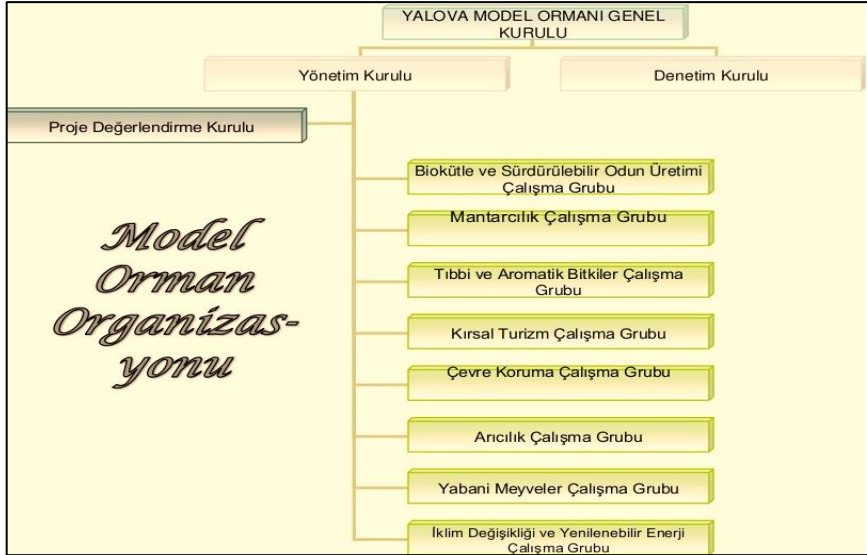 YALOVA MODEL ORMANI GENEL
KURULU
Yönetim Kurulu
Denetim Kurulu
Proje Değerlendirme Kurulu
Biokütle ve Sürdürülebilir Odun Üretimi
Çalışma Grubu
Mantarcılık Çalışma Grubu
Tıbbi ve Aromatik Bitkiler Çalışma
Grubu
Kırsal Turizm Çalışma Grubu
Çevre Koruma Çalışma Grubu
Arıcılık Çalışma Grubu
Yabani Meyveler Çalışma Grubu
İklim Değişikliği ve Yenilenebilir Enerji
Çalışma Grubu
Model
Orman
Organizas-
yonu